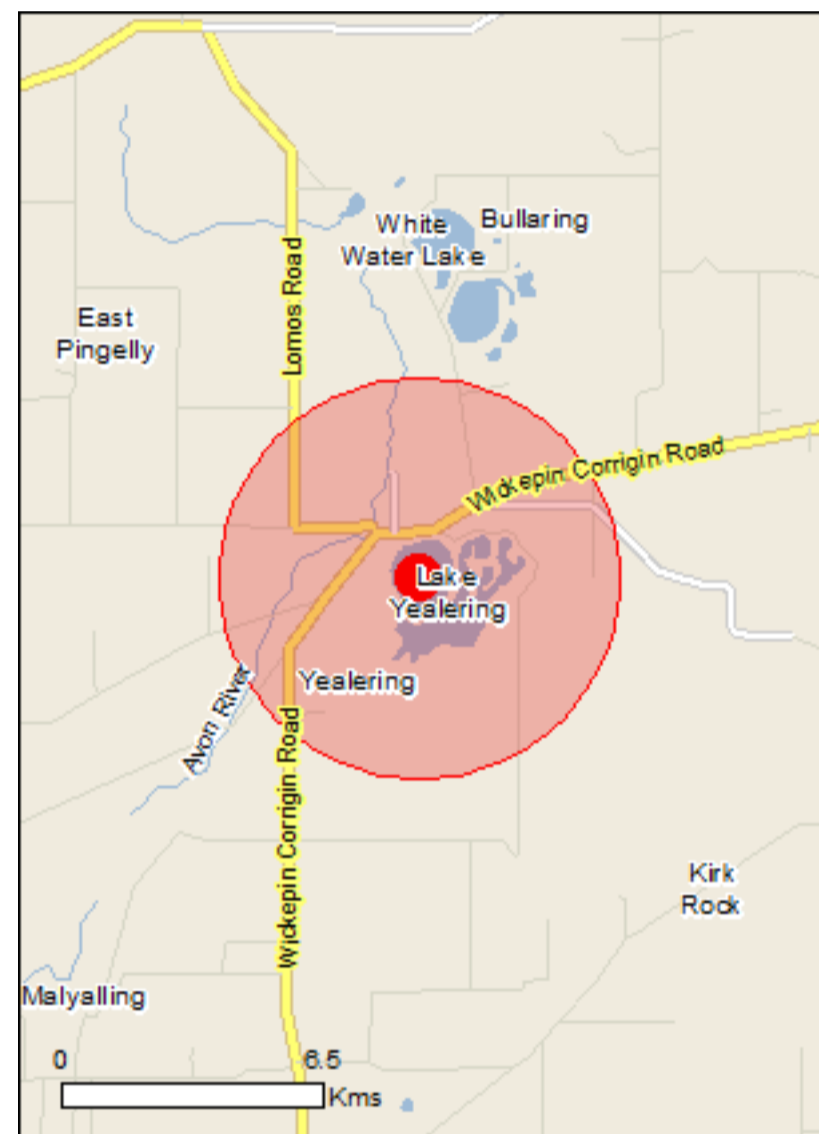 White
Water Lake
Bullaring
Lomos Road
East
Pingelly
Wickepin Corrigin Road
Lake
Yealering
Yealering
Avon River
Wickepin Corrigin Road
Kirk
Rock
Malyalling
0
6.5
Kms